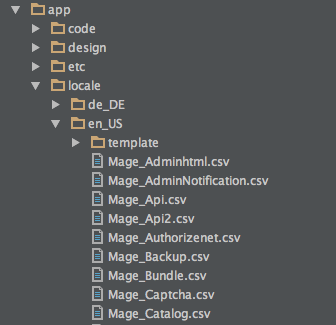 app
code
design
etc
locale
de_DE
en_US
template
Mage_Adminhtml.csv
Mage_AdminNotification.csv
Mage_Api.csv
Mage_Api2.csv
Mage_Authorizenet.csv
Mage_Backup.csv
Mage_Bundle.csv
Mage_Captcha.csv
Mage_Catalog.csv